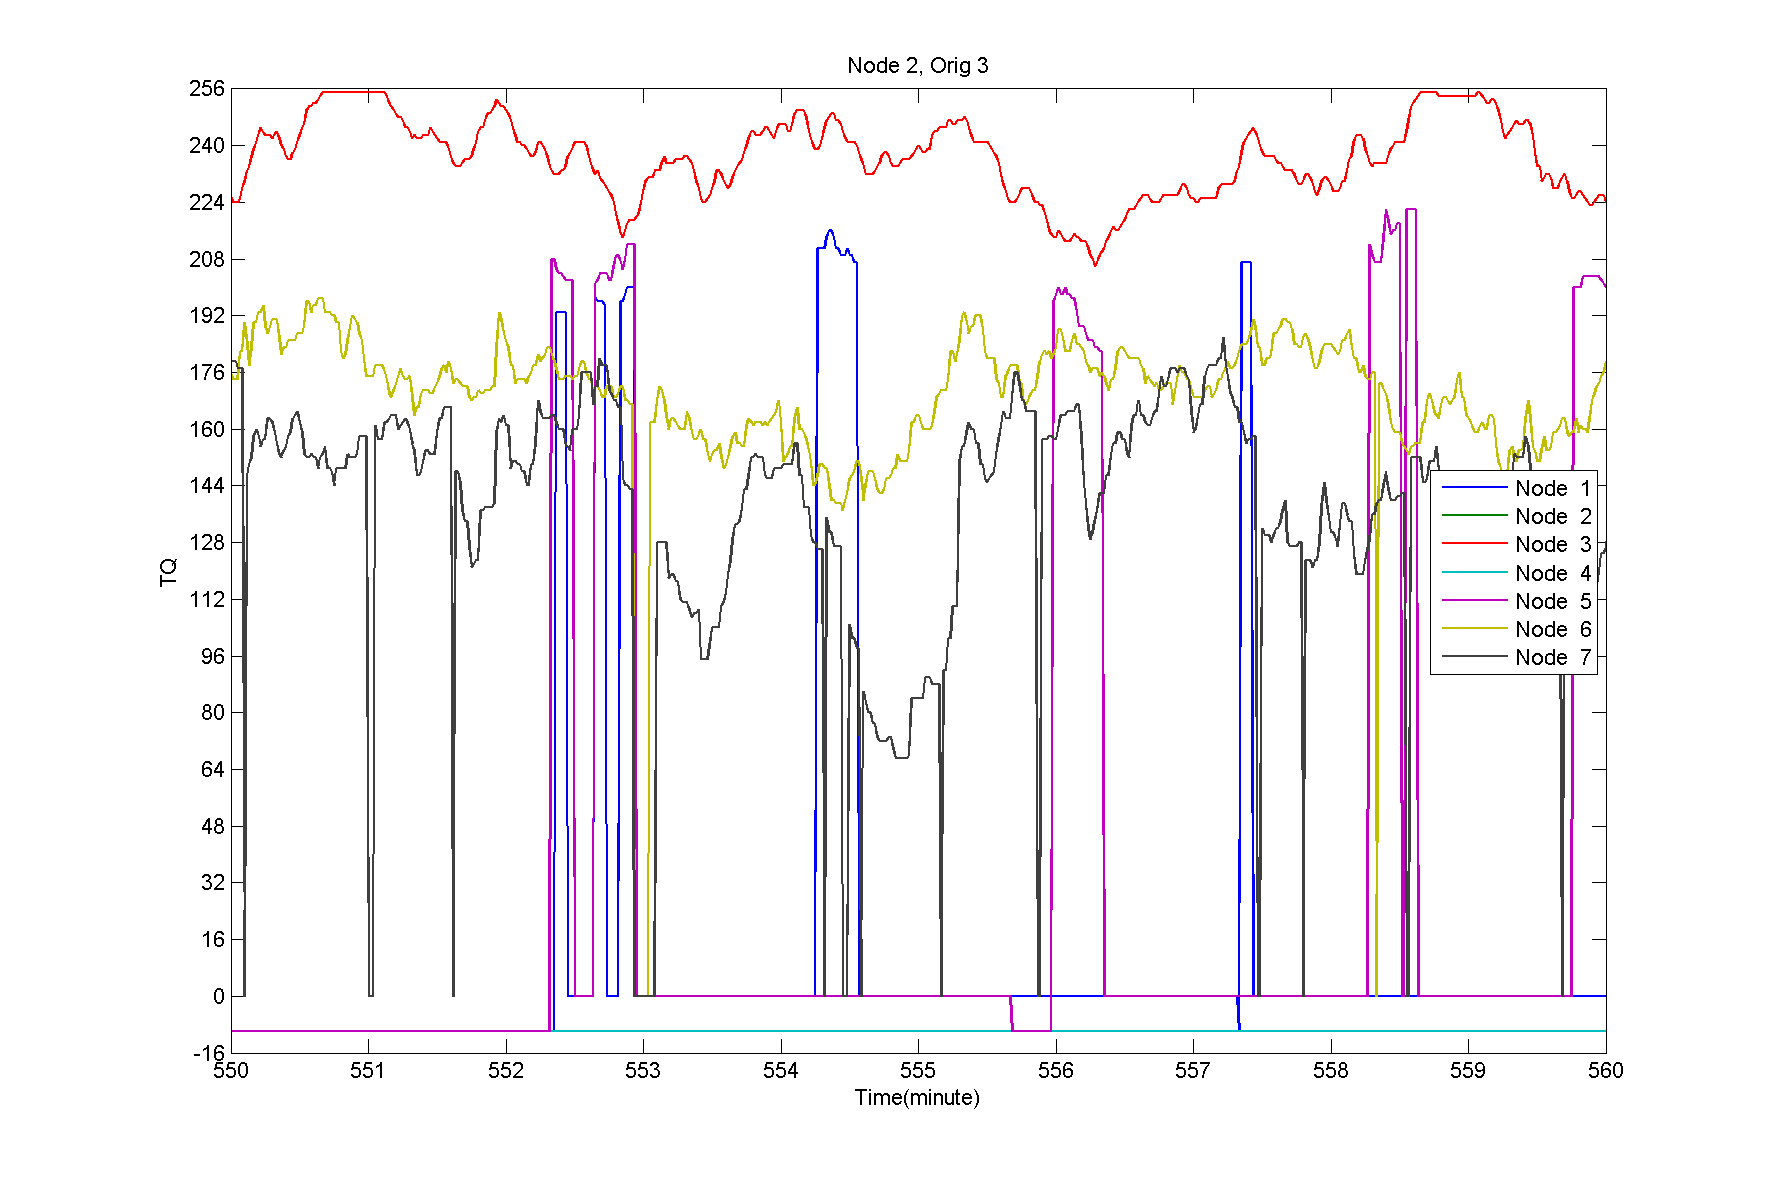 Node 2, Orig 3
256
240
224
208
192
176
160
144
128
112
96
80
64
48
32
16
0
-16
TQ
Node 1
Node 2
Node 3
Node 4
Node 5
Node 6
Node 7
550 551 552 553 554 555 556 557 558 559 560
Time(minute)